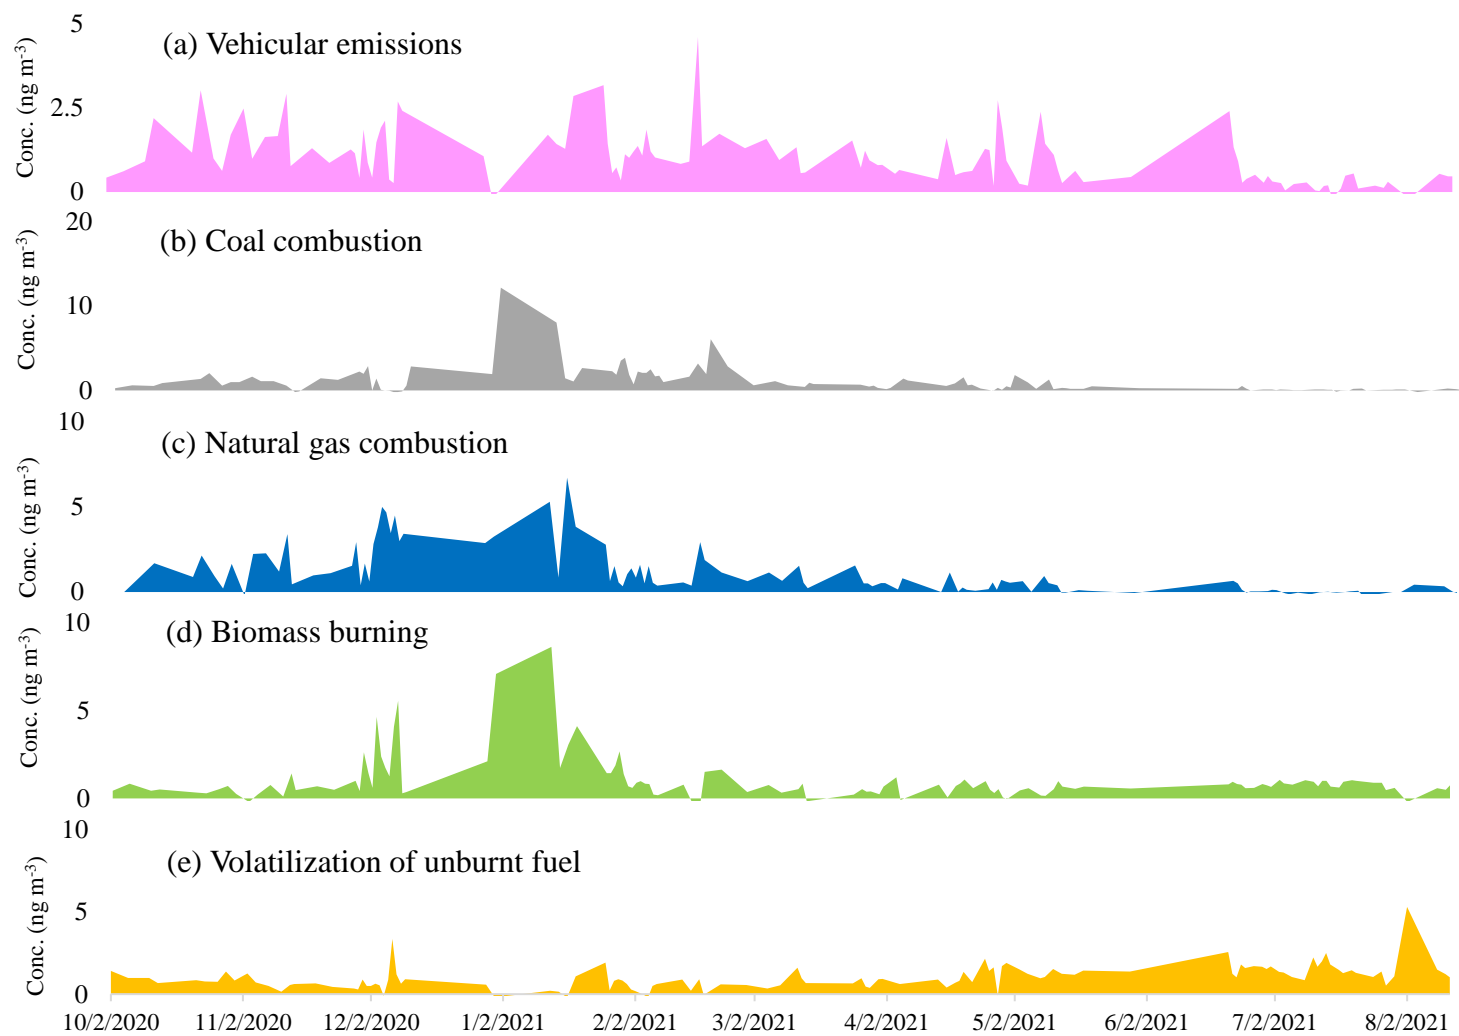 5
(a) Vehicular emissions
Conc. (ng m-3)
2.5
0
20
(b) Coal combustion
Conc. (ng m-3)
10
0
10
(c) Natural gas combustion
Conc. (ng m-3)
5
0
10
(d) Biomass burning
Conc. (ng m-3)
5
0
10
(e) Volatilization of unburnt fuel
Conc. (ng m-3)
5
0
10/2/2020 11/2/2020 12/2/2020 1/2/2021 2/2/2021 3/2/2021 4/2/2021 5/2/2021 6/2/2021 7/2/2021 8/2/2021